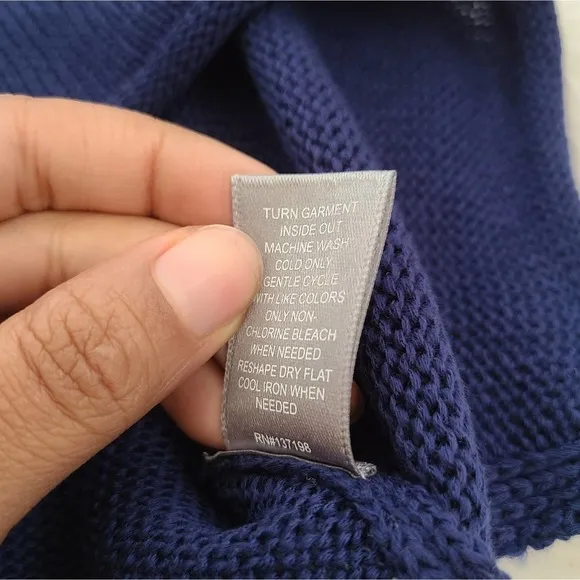 TURN GARMENT
INSIDE OUT
MACHINE WASH
COLD ONLY
GENTLE CYCLE
WITH LIKE COLORS
ONLY NON-
CHLORINE BLEACH
WHEN NEEDED
RESHAPE DRY FLAT
COOL IRON WHEN
NEEDED
RN#137198